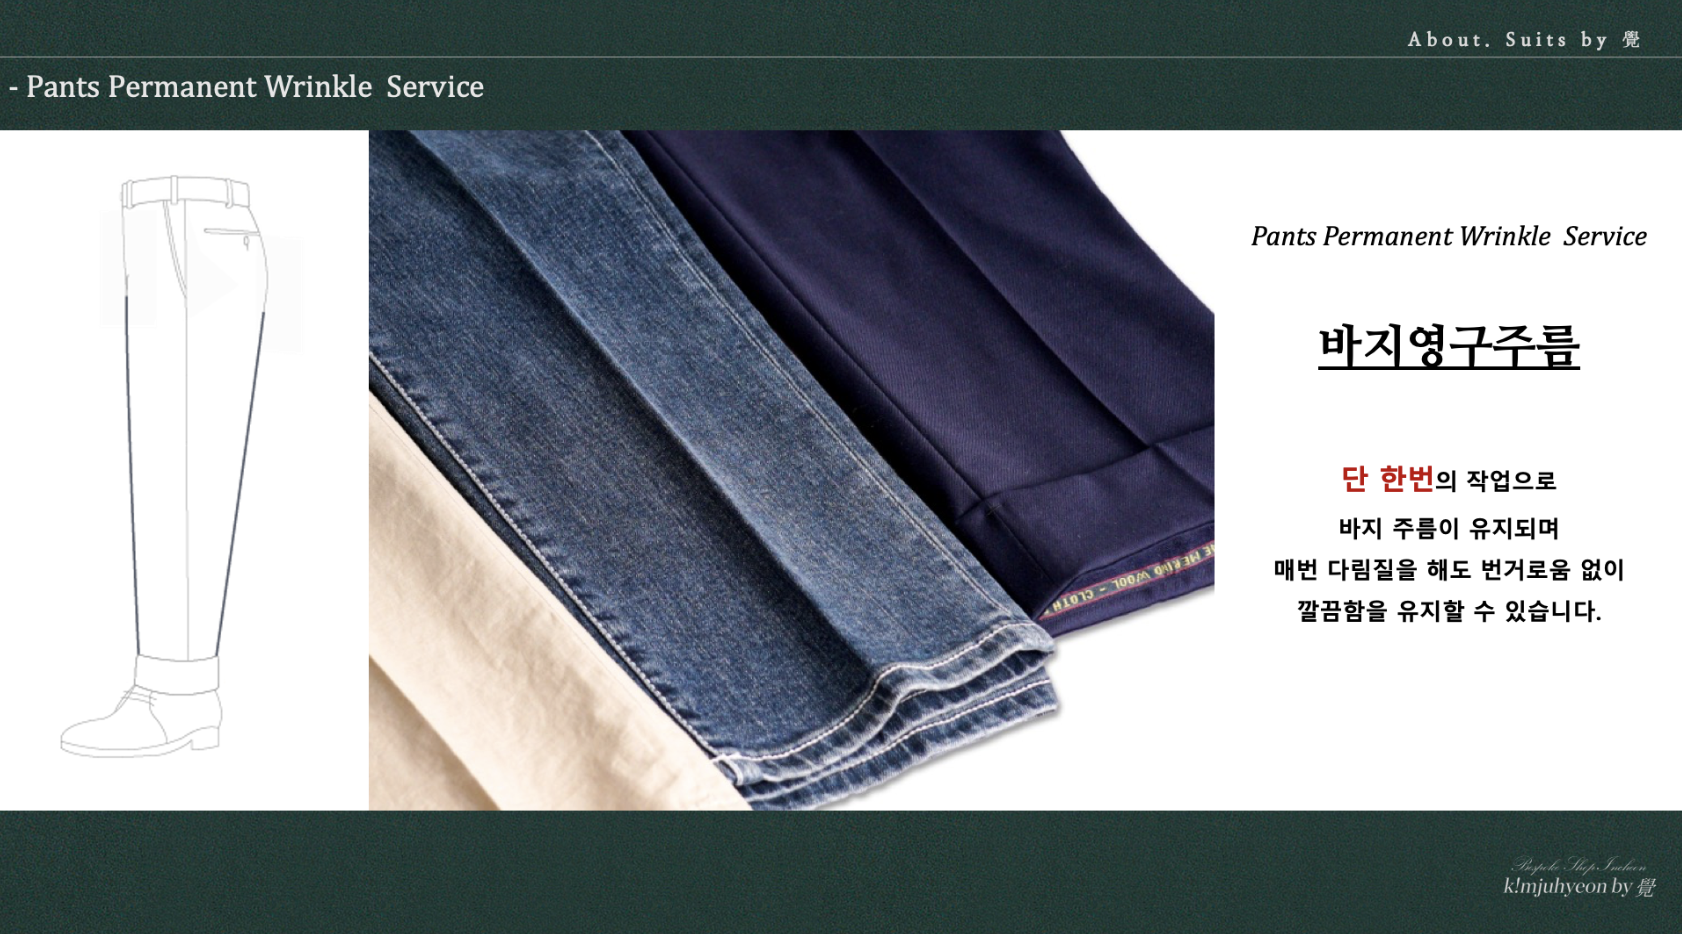 About. Suits by 覺
- Pants Permanent Wrinkle Service
Pants Permanent Wrinkle Service
바지영구주름
단 한번의 작업으로
바지 주름이 유지되며
매번 다림질을 해도 번거로움 없이
깔끔함을 유지할 수 있습니다.
MERINO WOOL - CLOTH
Bespoke Shop Incheon
k!mjuhyeon by 覺